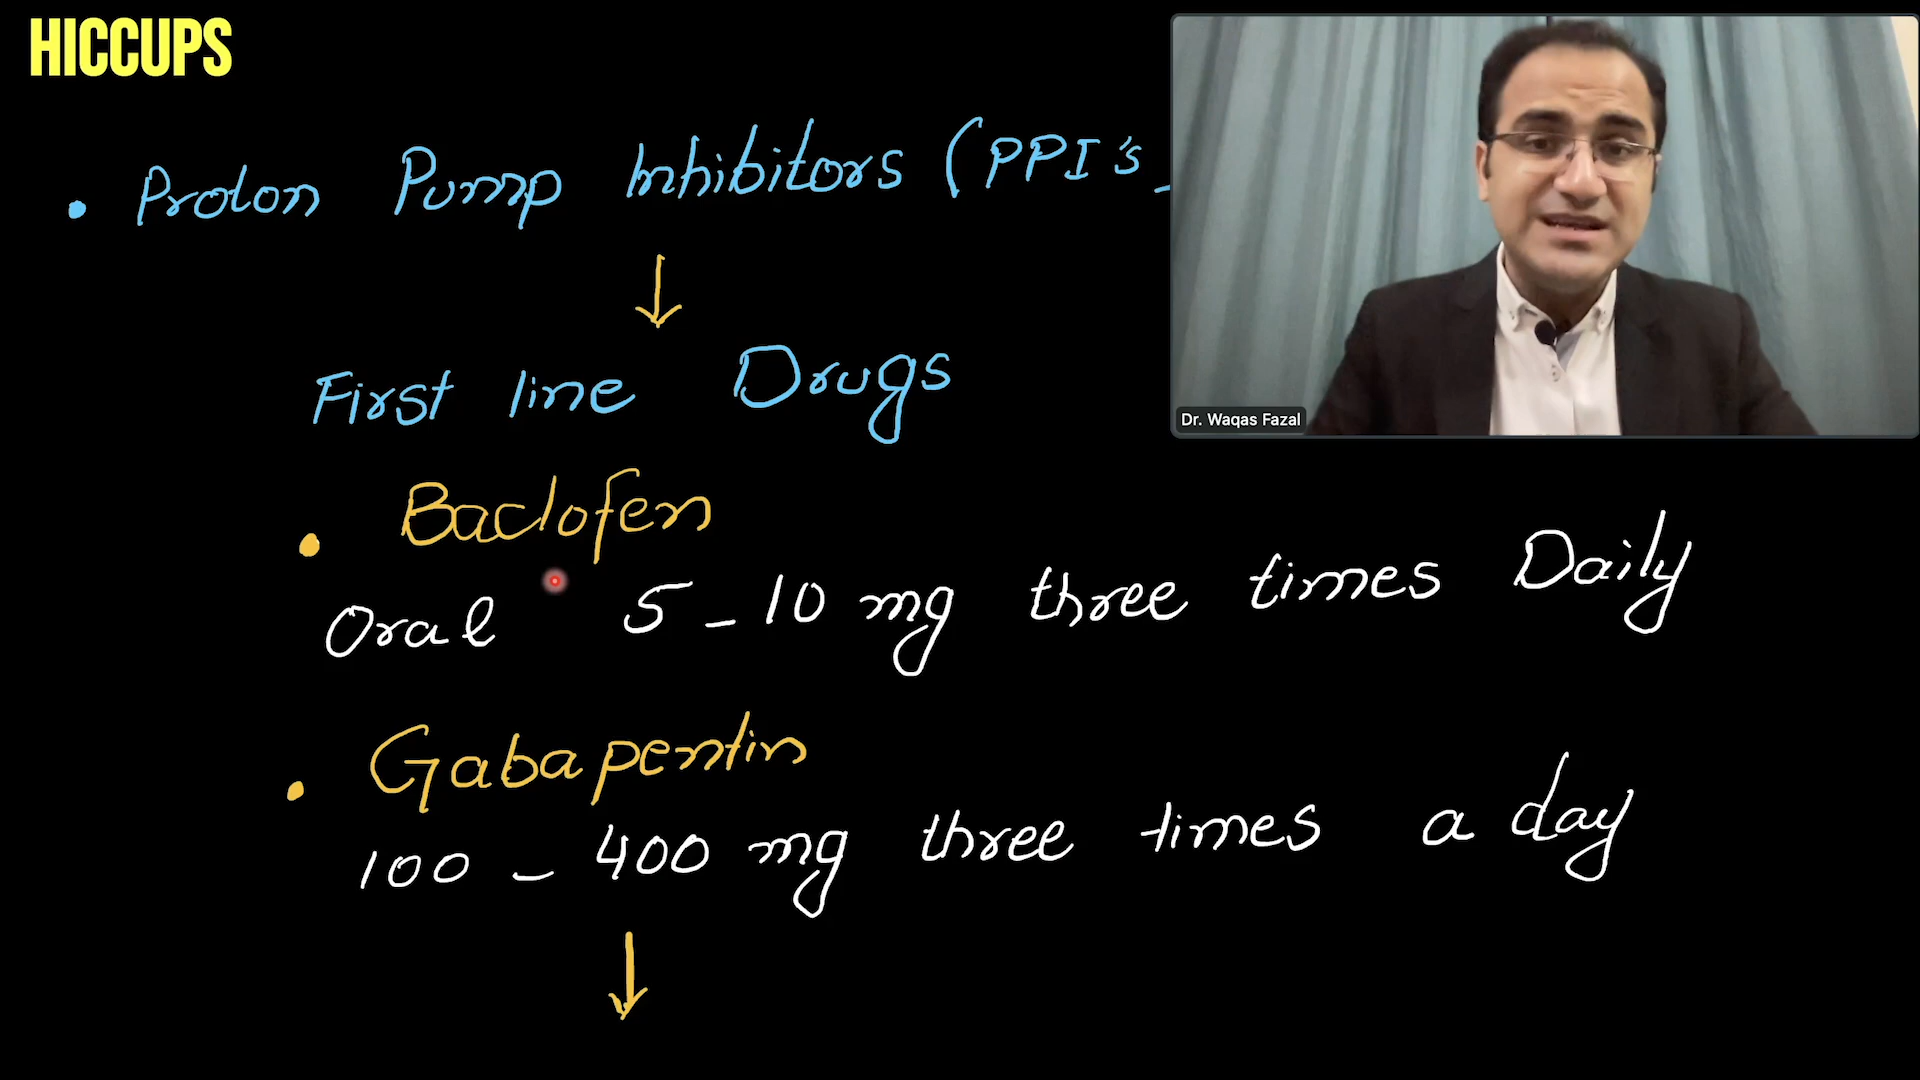 HICCUPS
• Proton Pump Inhibitors (PPI's
↓
First line Drugs
• Baclofen
Oral 5 - 10 mg three times Daily
• Gabapentin
100 - 400 mg three times a day
↓
Dr. Waqas Fazal